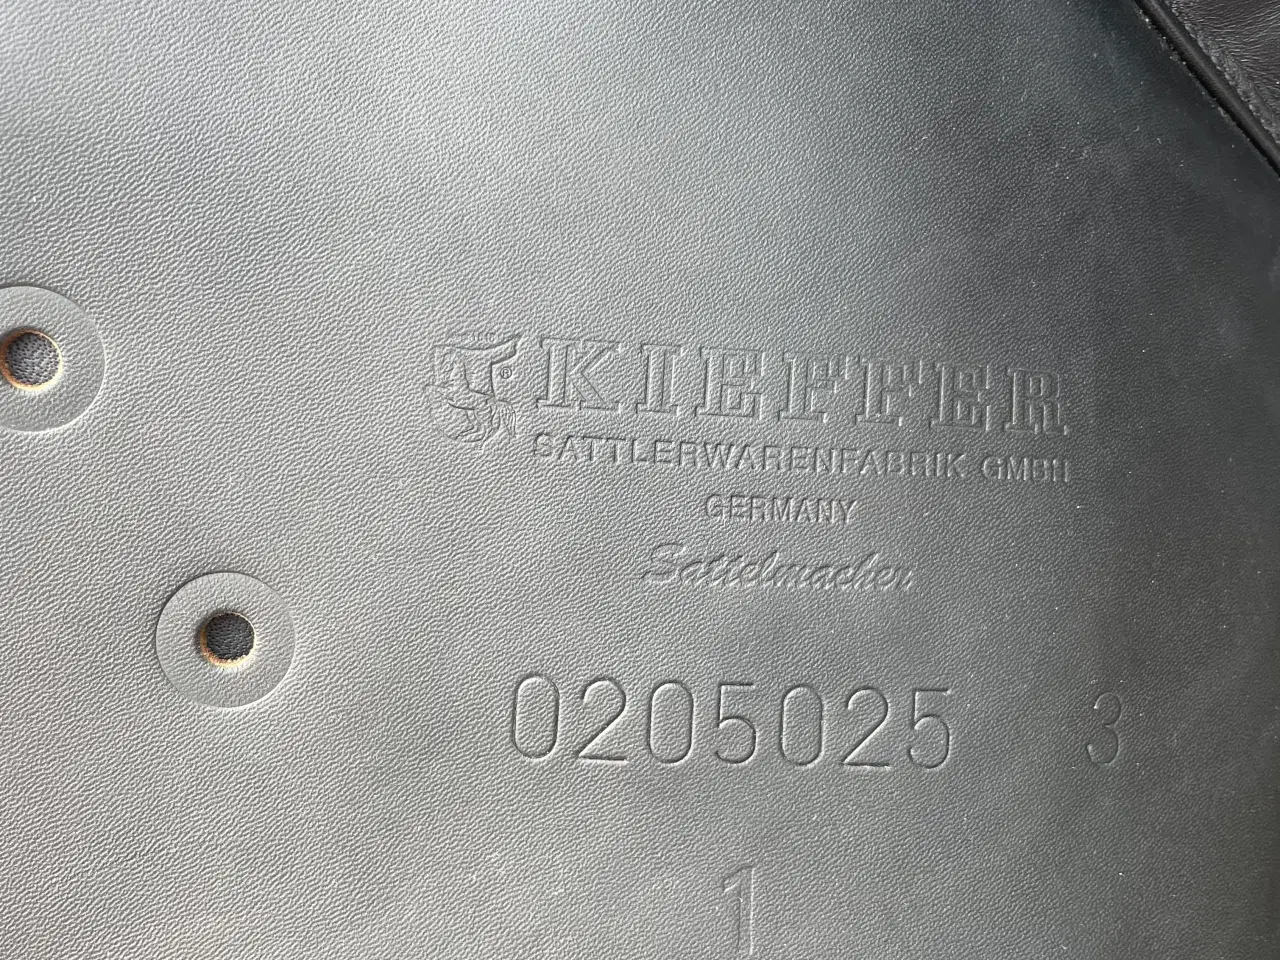 ® KIEFFER
SATTLERWARENFABRIK GMBH
GERMANY
Sattelmacher
0205025 3
1